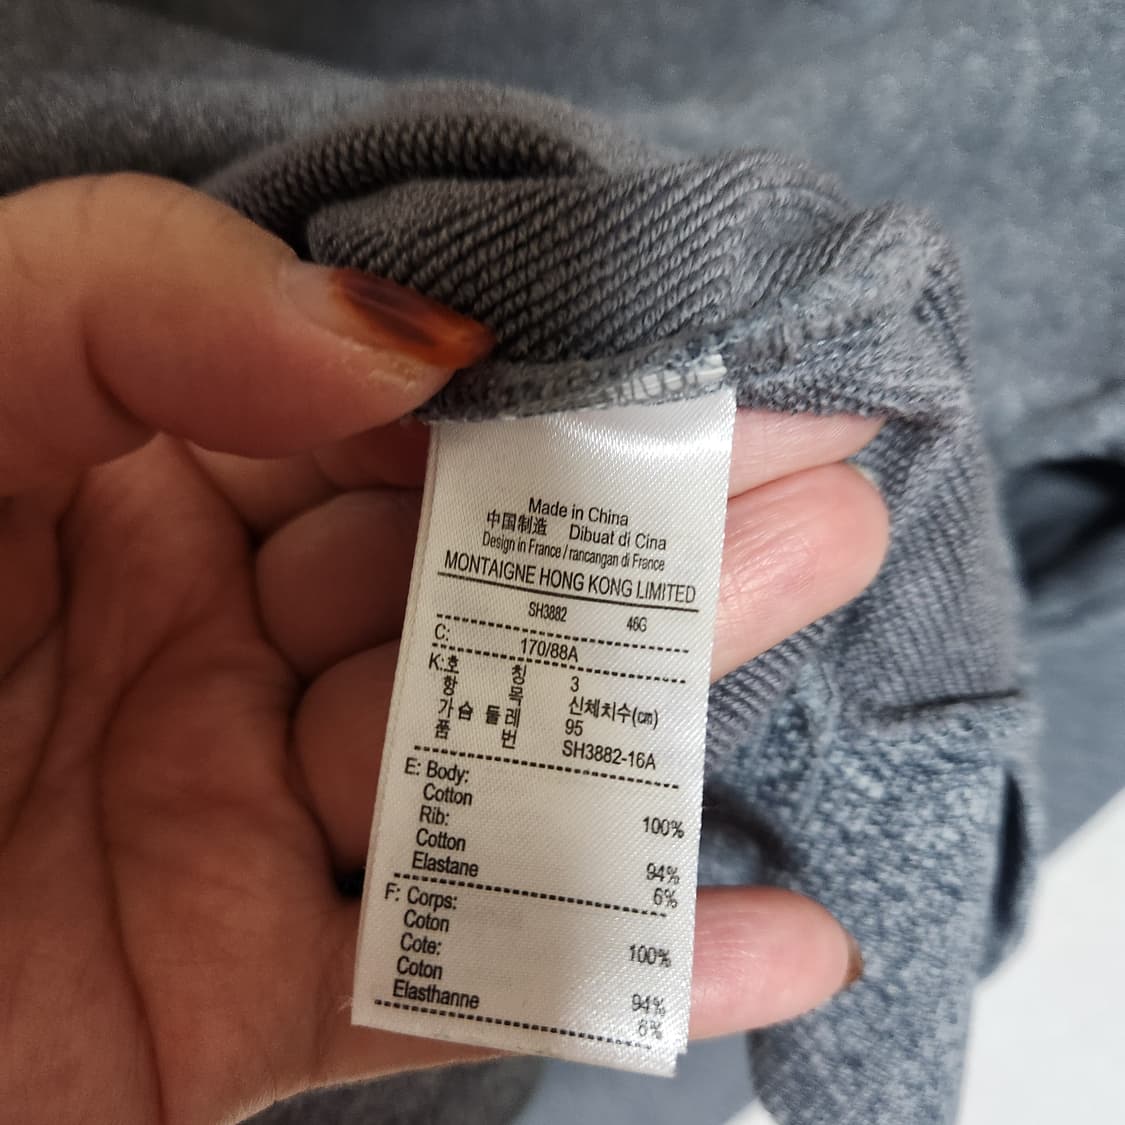 Made in China
中国制造 Dibuat di Cina
Design in France / rancangan di France
MONTAIGNE HONG KONG LIMITED
SH3882 46G
C: 170/88A
K:호 칭 3
항 목 신체치수(㎝)
가슴 둘레 95
품 번 SH3882-16A
E: Body:
Cotton 100%
Rib:
Cotton 94%
Elastane 6%
F: Corps:
Coton 100%
Cote:
Coton 94%
Elasthanne 6%